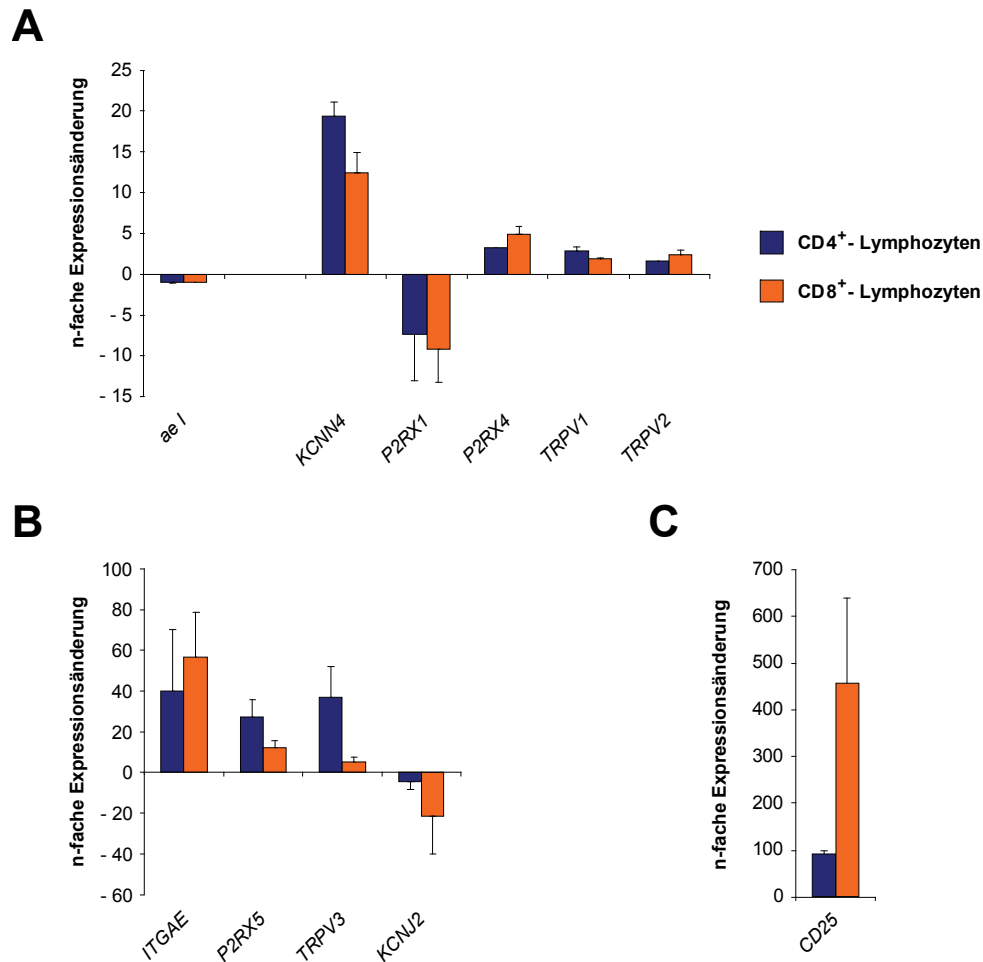 A
n-fache Expressionsänderung
25
20
15
10
5
0
- 5
- 10
- 15
ae I
KCNN4
P2RX1
P2RX4
TRPV1
TRPV2
CD4+- Lymphozyten
CD8+- Lymphozyten
B
n-fache Expressionsänderung
100
80
60
40
20
0
- 20
- 40
- 60
ITGAE
P2RX5
TRPV3
KCNJ2
C
n-fache Expressionsänderung
700
600
500
400
300
200
100
0
CD25